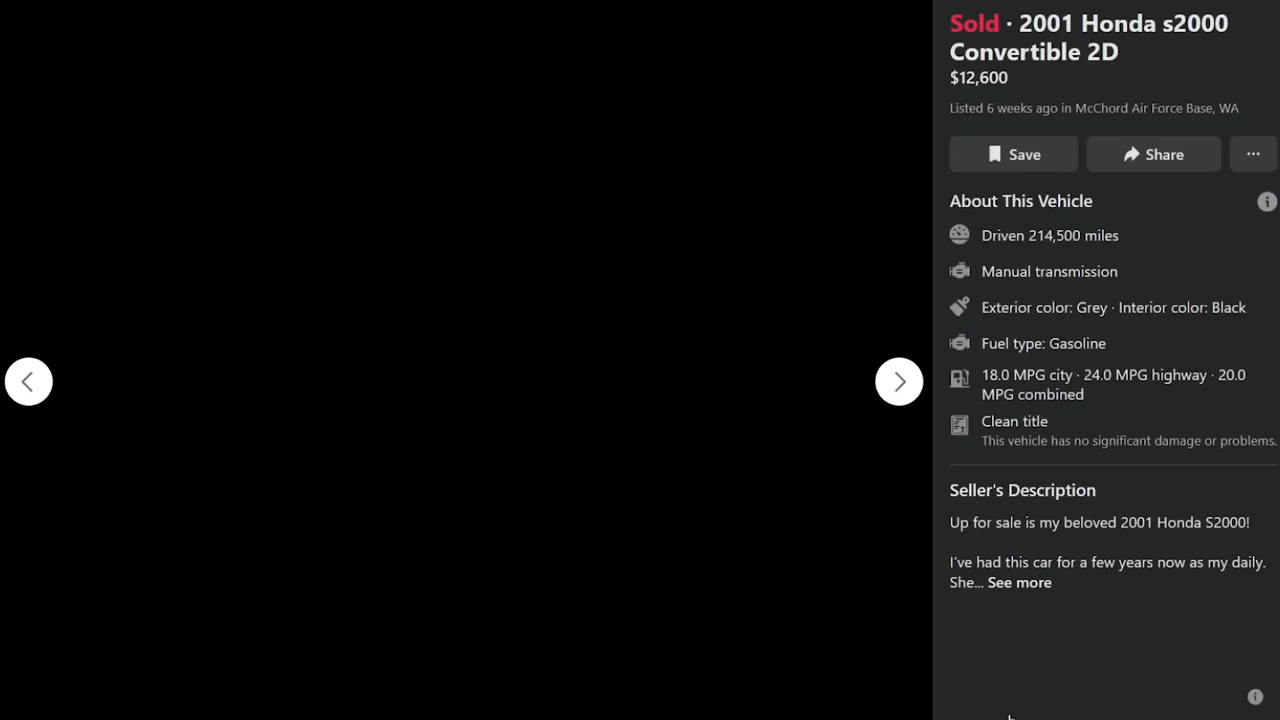 Sold · 2001 Honda s2000
Convertible 2D
$12,600
Listed 6 weeks ago in McChord Air Force Base, WA
Save
Share
About This Vehicle
Driven 214,500 miles
Manual transmission
Exterior color: Grey · Interior color: Black
Fuel type: Gasoline
18.0 MPG city · 24.0 MPG highway · 20.0
MPG combined
Clean title
This vehicle has no significant damage or problems.
Seller's Description
Up for sale is my beloved 2001 Honda S2000!
I've had this car for a few years now as my daily.
She... See more